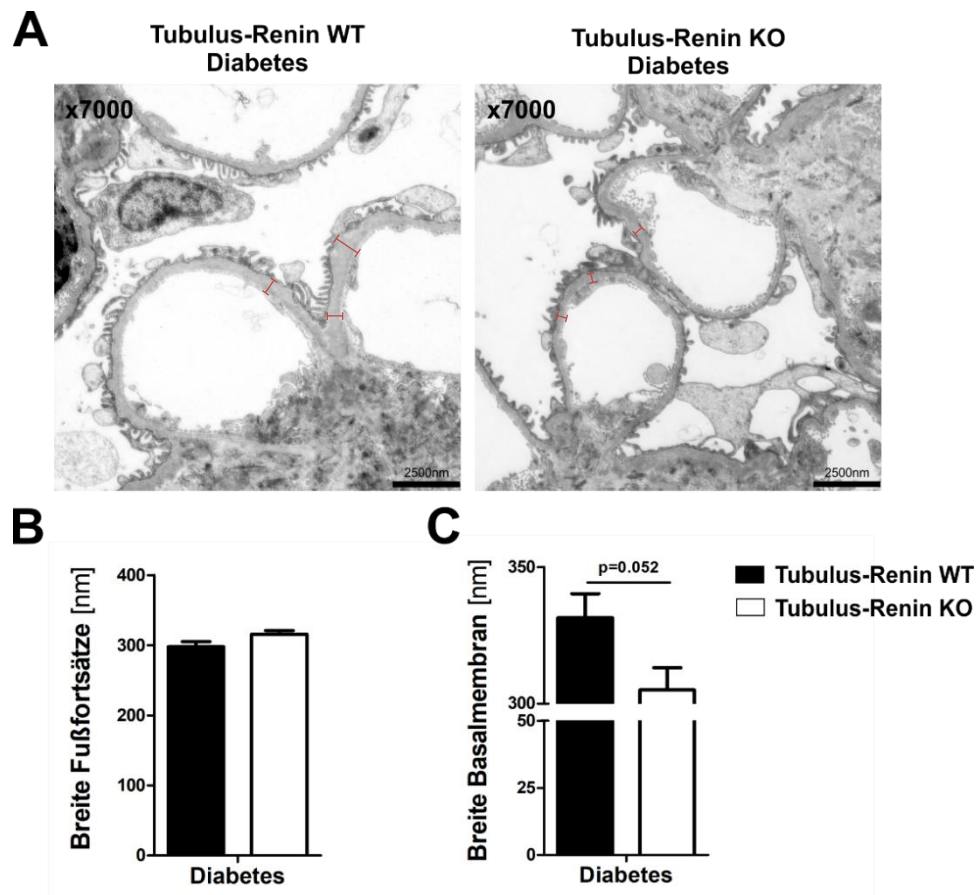 A
Tubulus-Renin WT
Diabetes
Tubulus-Renin KO
Diabetes
x7000
x7000
2500nm
2500nm
B
C
Breite Fußfortsätze [nm]
400
300
200
100
0
Diabetes
Breite Basalmembran [nm]
350
300
50
25
0
p=0.052
Diabetes
Tubulus-Renin WT
Tubulus-Renin KO